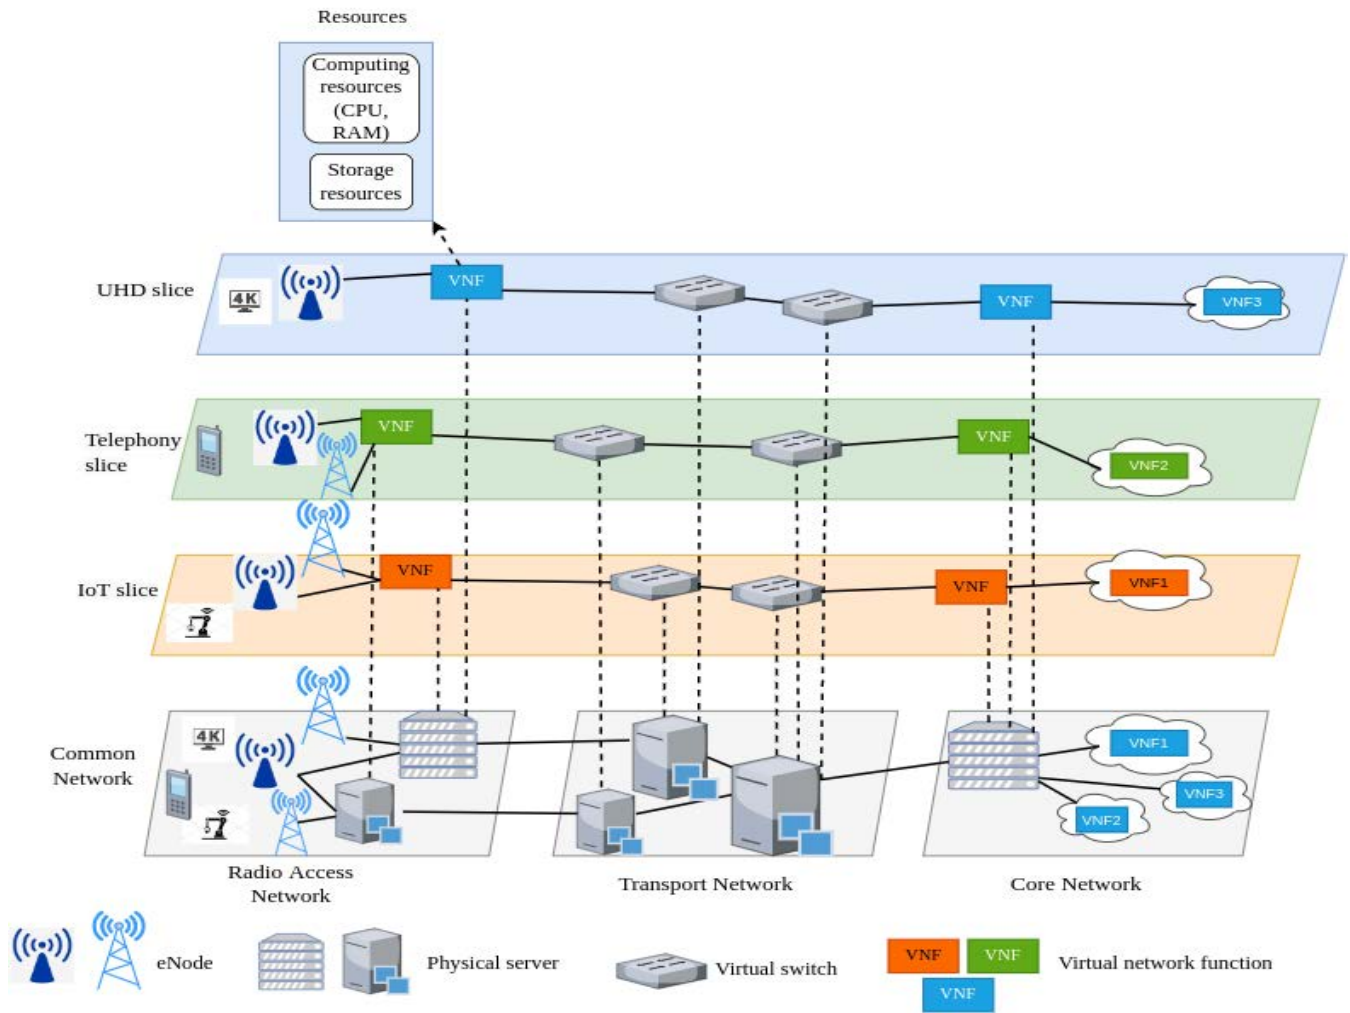 Resources
Computing
resources
(CPU,
RAM)
Storage
resources
UHD slice
4K
VNF
VNF
VNF3
Telephony
slice
VNF
VNF
VNF2
IoT slice
VNF
VNF
VNF1
Common
Network
4K
VNF1
VNF3
VNF2
Radio Access
Network
Transport Network
Core Network
eNode
Physical server
Virtual switch
VNF
VNF
VNF
Virtual network function